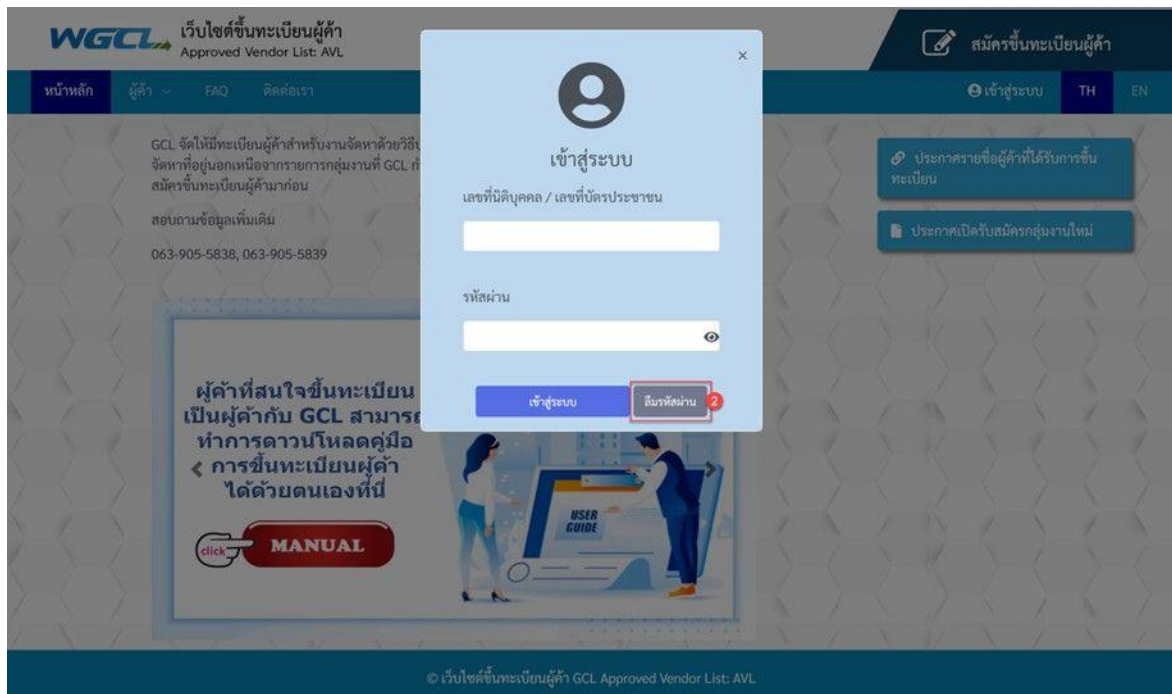 WGCL
เว็บไซต์ขึ้นทะเบียนผู้ค้า
Approved Vendor List: AVL
สมัครขึ้นทะเบียนผู้ค้า
หน้าหลัก
ผู้ค้า
FAQ
ติดต่อเรา
เข้าสู่ระบบ
TH
EN
GCL จัดให้มีทะเบียนผู้ค้าสำหรับงานจัดหาด้วยวิธี
จัดหาที่อยู่นอกเหนือจากรายการกลุ่มงานที่ GCL
สมัครขึ้นทะเบียนผู้ค้ามาก่อน
สอบถามข้อมูลเพิ่มเติม
063-905-5838, 063-905-5839
×
เข้าสู่ระบบ
เลขที่นิติบุคคล / เลขที่บัตรประชาชน
รหัสผ่าน
เข้าสู่ระบบ
ลืมรหัสผ่าน
2
ประกาศรายชื่อผู้ค้าที่ได้รับการขึ้น
ทะเบียน
ประกาศเปิดรับสมัครกลุ่มงานใหม่
ผู้ค้าที่สนใจขึ้นทะเบียน
เป็นผู้ค้ากับ GCL สามารถ
ทำการดาวน์โหลดคู่มือ
การขึ้นทะเบียนผู้ค้า
ได้ด้วยตนเองที่นี่
click
MANUAL
USER
GUIDE
© เว็บไซต์ขึ้นทะเบียนผู้ค้า GCL Approved Vendor List: AVL